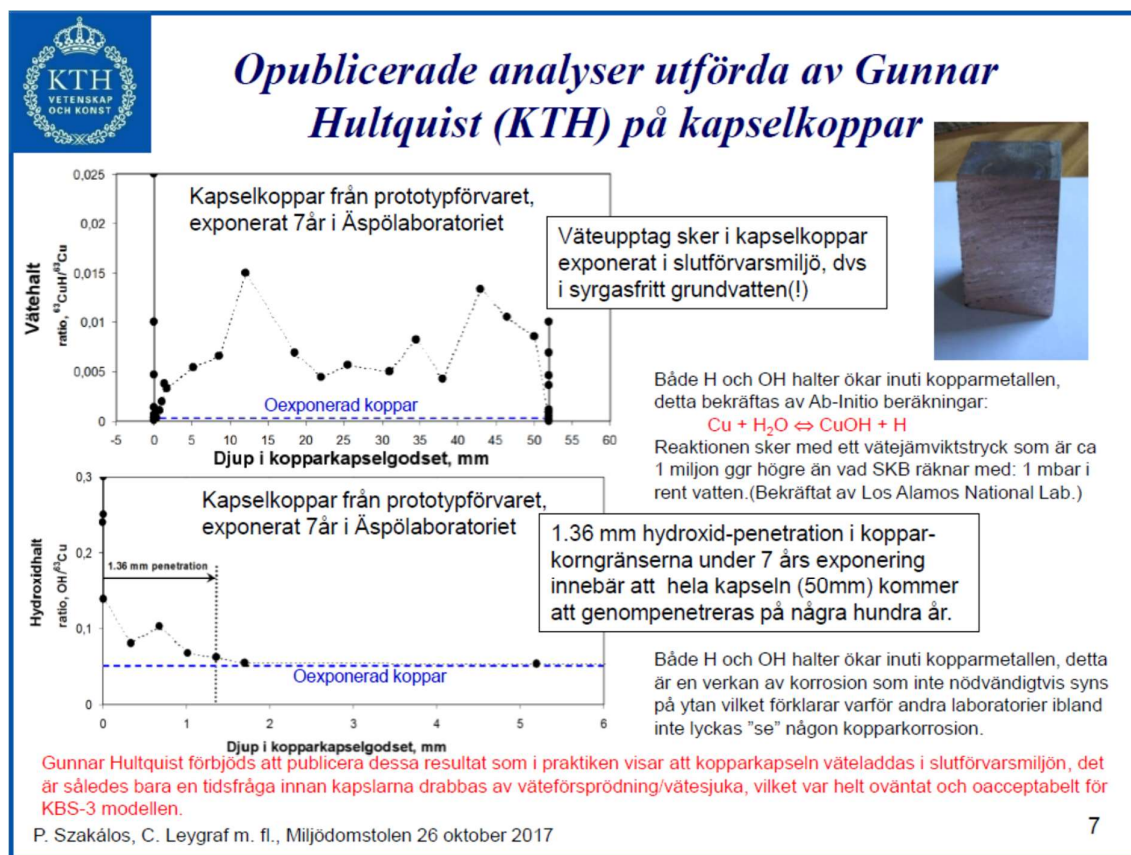 KTH
VETENSKAP
OCH KONST
Opublicerade analyser utförda av Gunnar
Hultquist (KTH) på kapselkoppar
0,025
0,02
0,015
0,01
0,005
0
Vätehalt
ratio, ⁶³CuH/⁶³Cu
Kapselkoppar från prototypförvaret,
exponerat 7år i Äspölaboratoriet
Oexponerad koppar
-5 0 5 10 15 20 25 30 35 40 45 50 55 60
Djup i kopparkapselgodset, mm
Väteupptag sker i kapselkoppar
exponerat i slutförvarsmiljö, dvs
i syrgasfritt grundvatten(!)
Både H och OH halter ökar inuti kopparmetallen,
detta bekräftas av Ab-Initio beräkningar:
Cu + H₂O ⇔ CuOH + H
Reaktionen sker med ett vätejämviktstryck som är ca
1 miljon ggr högre än vad SKB räknar med: 1 mbar i
rent vatten.(Bekräftat av Los Alamos National Lab.)
0,3
0,2
0,1
0
Hydroxidhalt
ratio, OH/⁶³Cu
Kapselkoppar från prototypförvaret,
exponerat 7år i Äspölaboratoriet
1.36 mm penetration
Oexponerad koppar
0 1 2 3 4 5 6
Djup i kopparkapselgodset, mm
1.36 mm hydroxid-penetration i koppar-
korngränserna under 7 års exponering
innebär att hela kapseln (50mm) kommer
att genompenetreras på några hundra år.
Både H och OH halter ökar inuti kopparmetallen, detta
är en verkan av korrosion som inte nödvändigtvis syns
på ytan vilket förklarar varför andra laboratorier ibland
inte lyckas ”se” någon kopparkorrosion.
Gunnar Hultquist förbjöds att publicera dessa resultat som i praktiken visar att kopparkapseln väteladdas i slutförvarsmiljön, det
är således bara en tidsfråga innan kapslarna drabbas av väteförsprödning/vätesjuka, vilket var helt oväntat och oacceptabelt för
KBS-3 modellen.
P. Szakálos, C. Leygraf m. fl., Miljödomstolen 26 oktober 2017
7